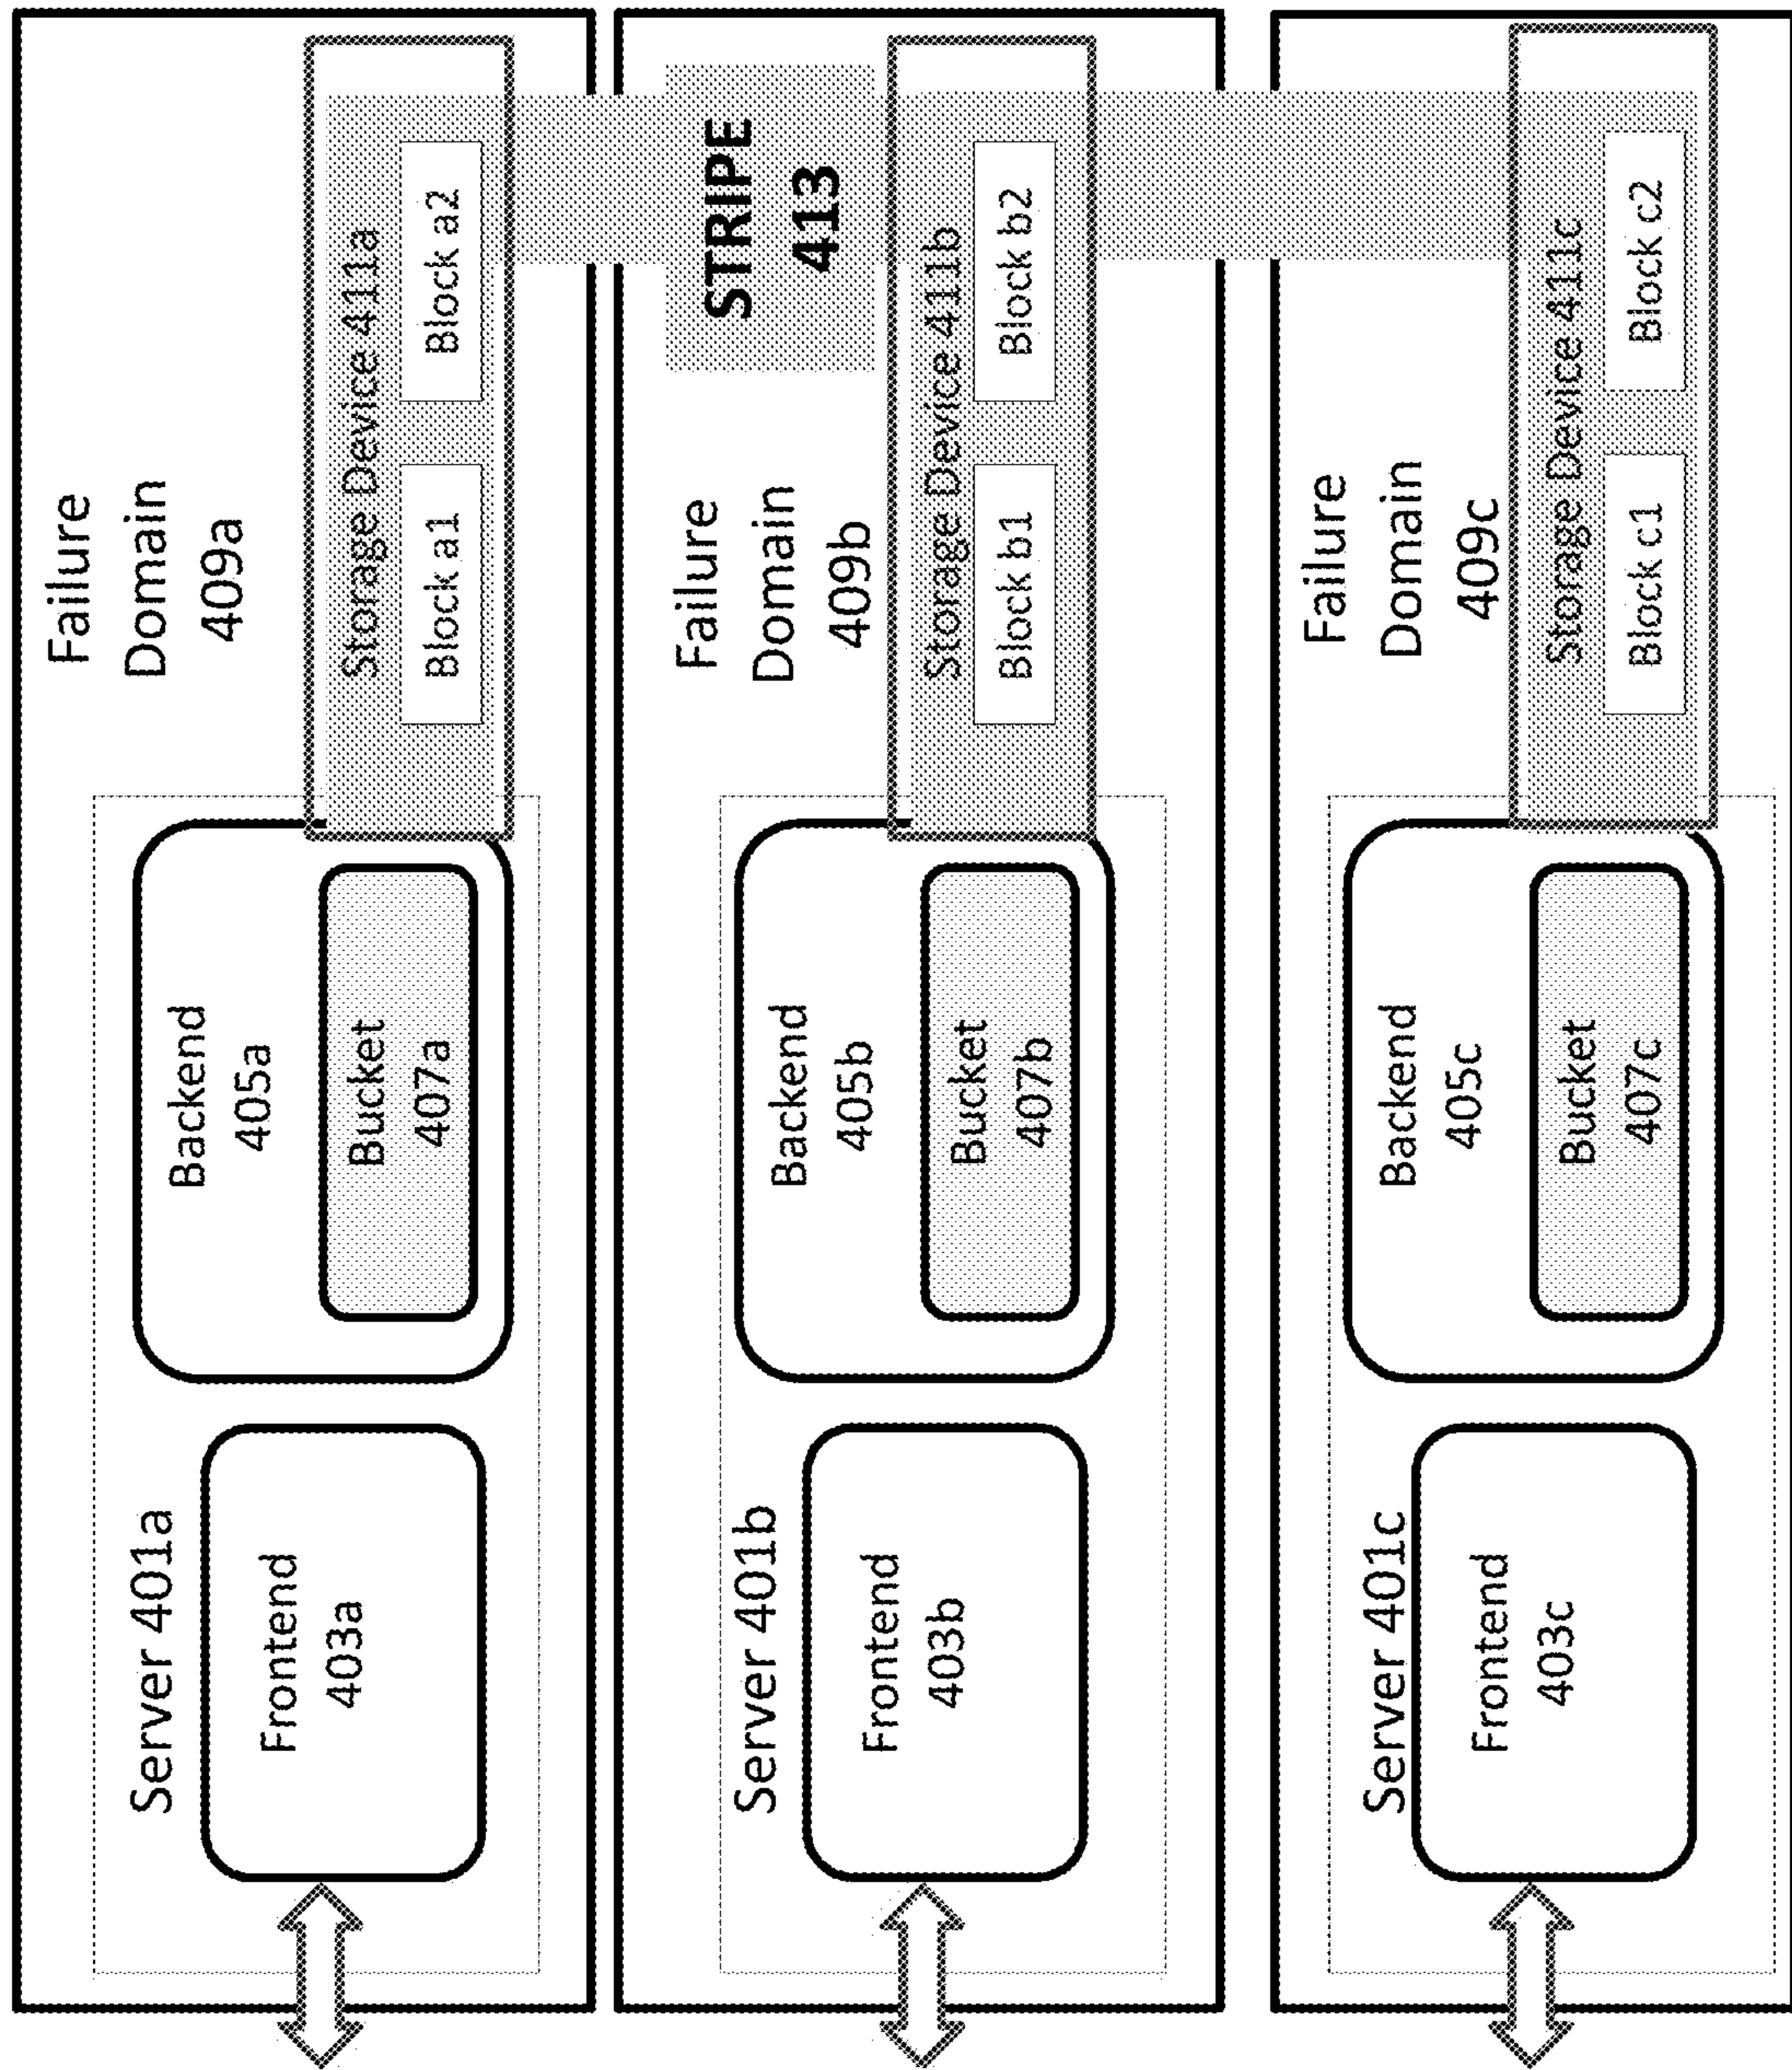 Failure
Domain
409a
Server 401a
Frontend
403a
Backend
405a
Bucket
407a
Storage Device 411a
Block a1
Block a2
STRIPE
413
Failure
Domain
409b
Server 401b
Frontend
403b
Backend
405b
Bucket
407b
Storage Device 411b
Block b1
Block b2
Failure
Domain
409c
Server 401c
Frontend
403c
Backend
405c
Bucket
407c
Storage Device 411c
Block c1
Block c2